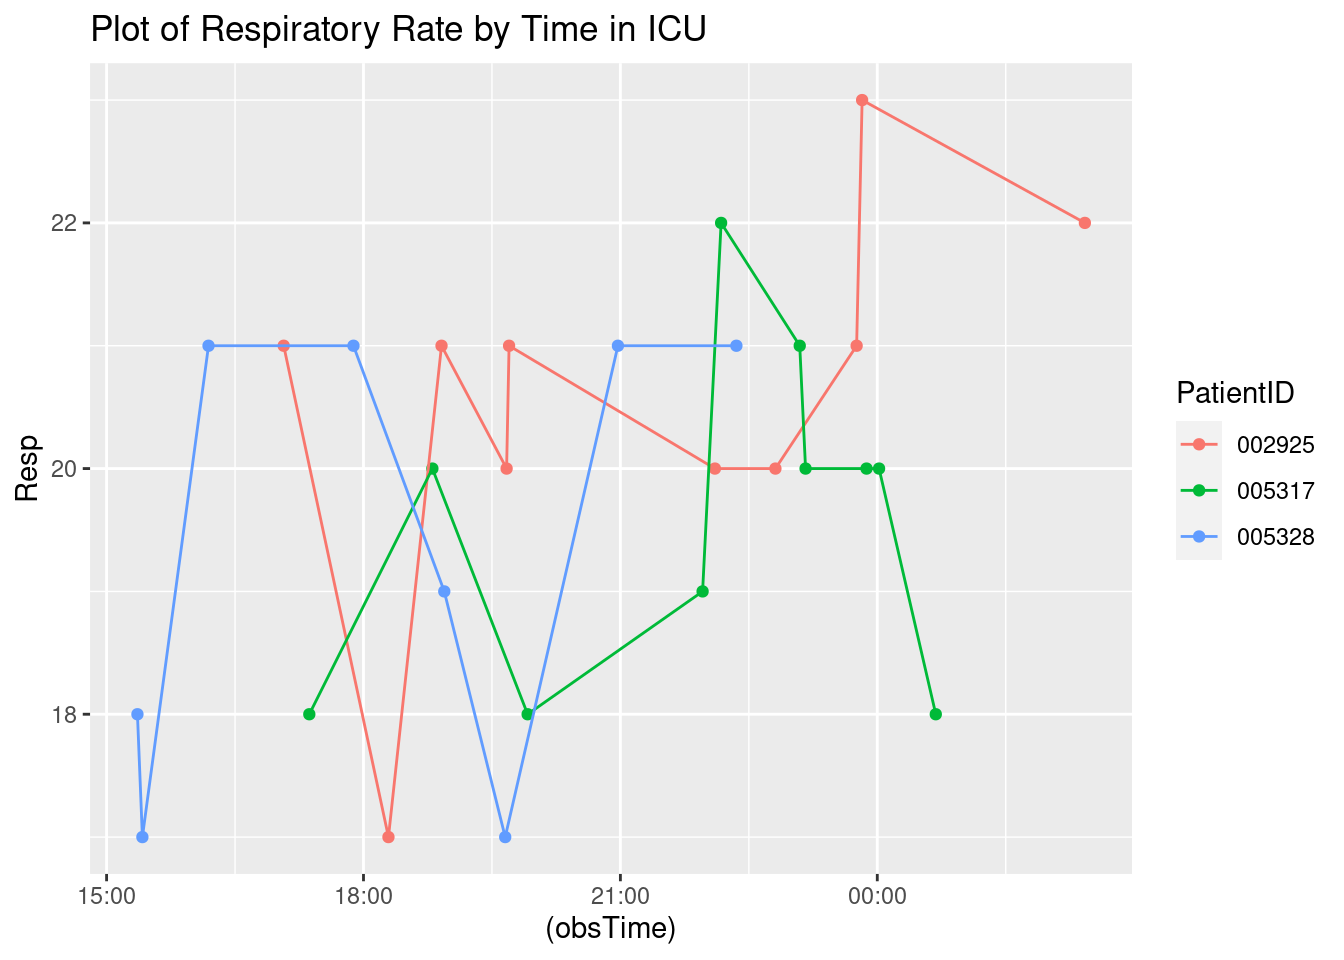 Plot of Respiratory Rate by Time in ICU
Resp
22
20
18
15:00 18:00 21:00 00:00
(obsTime)
PatientID
002925
005317
005328